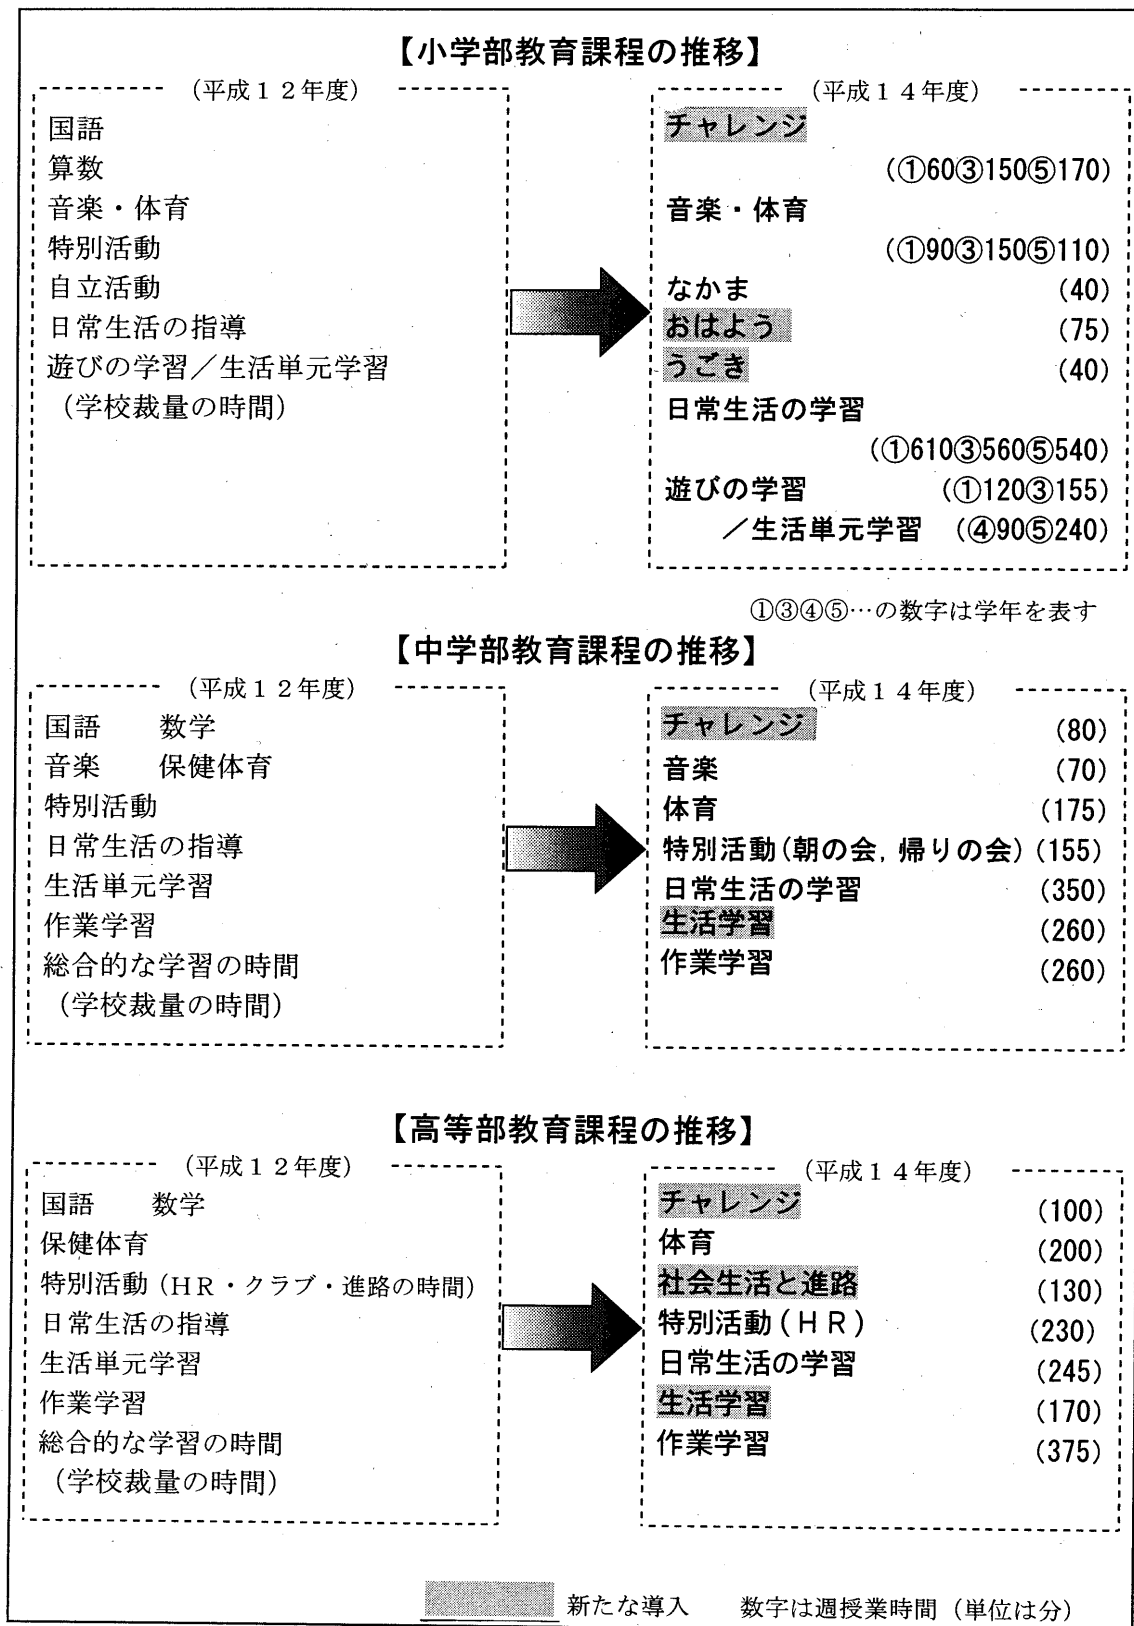 【小学部教育課程の推移】
（平成１２年度）
国語
算数
音楽・体育
特別活動
自立活動
日常生活の指導
遊びの学習／生活単元学習
（学校裁量の時間）
（平成１４年度）
チャレンジ
(①60③150⑤170)
音楽・体育
(①90③150⑤110)
なかま (40)
おはよう (75)
うごき (40)
日常生活の学習
(①610③560⑤540)
遊びの学習 (①120③155)
／生活単元学習 (④90⑤240)
①③④⑤…の数字は学年を表す
【中学部教育課程の推移】
（平成１２年度）
国語 数学
音楽 保健体育
特別活動
日常生活の指導
生活単元学習
作業学習
総合的な学習の時間
（学校裁量の時間）
（平成１４年度）
チャレンジ (80)
音楽 (70)
体育 (175)
特別活動(朝の会，帰りの会) (155)
日常生活の学習 (350)
生活学習 (260)
作業学習 (260)
【高等部教育課程の推移】
（平成１２年度）
国語 数学
保健体育
特別活動（ＨＲ・クラブ・進路の時間）
日常生活の指導
生活単元学習
作業学習
総合的な学習の時間
（学校裁量の時間）
（平成１４年度）
チャレンジ (100)
体育 (200)
社会生活と進路 (130)
特別活動(ＨＲ) (230)
日常生活の学習 (245)
生活学習 (170)
作業学習 (375)
新たな導入 数字は週授業時間（単位は分）